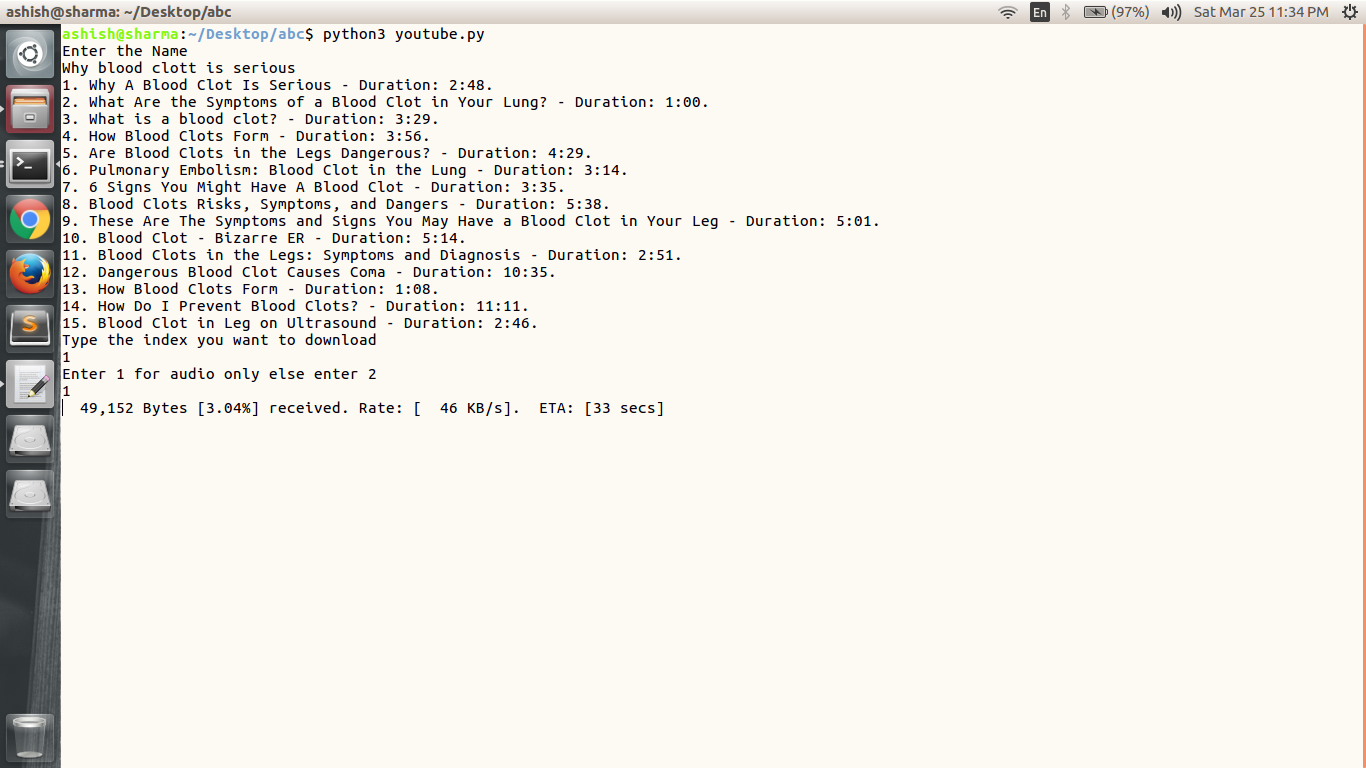 ashish@sharma: ~/Desktop/abc En (97%) Sat Mar 25 11:34 PM
ashish@sharma:~/Desktop/abc$ python3 youtube.py
Enter the Name
Why blood clott is serious
1. Why A Blood Clot Is Serious - Duration: 2:48.
2. What Are the Symptoms of a Blood Clot in Your Lung? - Duration: 1:00.
3. What is a blood clot? - Duration: 3:29.
4. How Blood Clots Form - Duration: 3:56.
5. Are Blood Clots in the Legs Dangerous? - Duration: 4:29.
6. Pulmonary Embolism: Blood Clot in the Lung - Duration: 3:14.
7. 6 Signs You Might Have A Blood Clot - Duration: 3:35.
8. Blood Clots Risks, Symptoms, and Dangers - Duration: 5:38.
9. These Are The Symptoms and Signs You May Have a Blood Clot in Your Leg - Duration: 5:01.
10. Blood Clot - Bizarre ER - Duration: 5:14.
11. Blood Clots in the Legs: Symptoms and Diagnosis - Duration: 2:51.
12. Dangerous Blood Clot Causes Coma - Duration: 10:35.
13. How Blood Clots Form - Duration: 1:08.
14. How Do I Prevent Blood Clots? - Duration: 11:11.
15. Blood Clot in Leg on Ultrasound - Duration: 2:46.
Type the index you want to download
1
Enter 1 for audio only else enter 2
1
49,152 Bytes [3.04%] received. Rate: [  46 KB/s].  ETA: [33 secs]